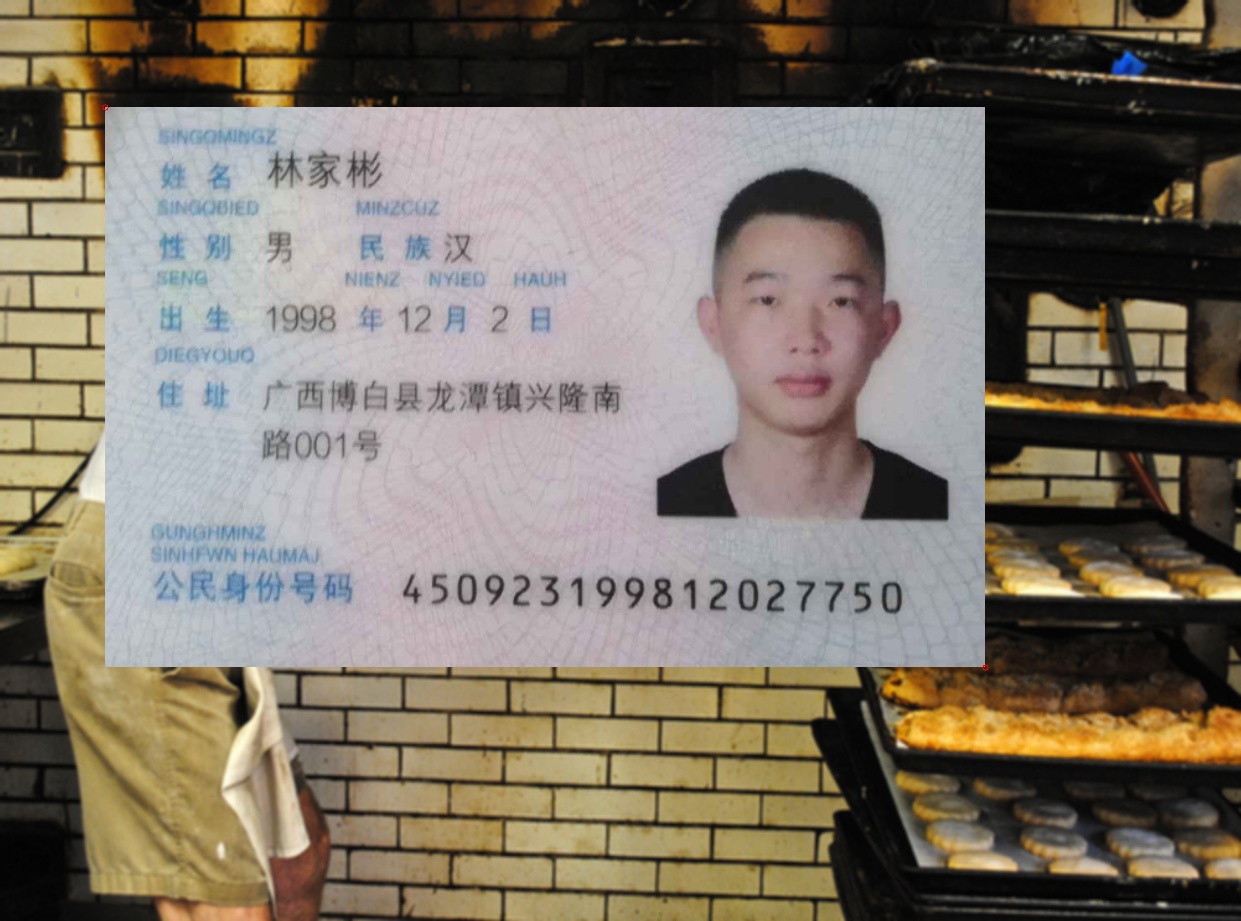 SINGQMINGZ
姓 名 林家彬
SINGQBIED MINZCUZ
性 别 男 民 族 汉
SENG NIENZ NYIED HAUH
出 生 1998 年 12 月 2 日
DIEGYOUQ
住 址 广西博白县龙潭镇兴隆南
路001号
GUNGHMINZ
SINHFWN HAUMAJ
公民身份号码 450923199812027750